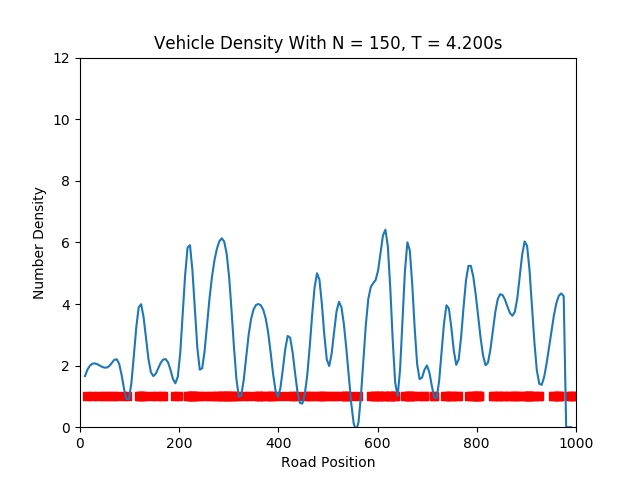 Vehicle Density With N = 150, T = 4.200s
12
10
8
6
4
2
0
Number Density
0 200 400 600 800 1000
Road Position